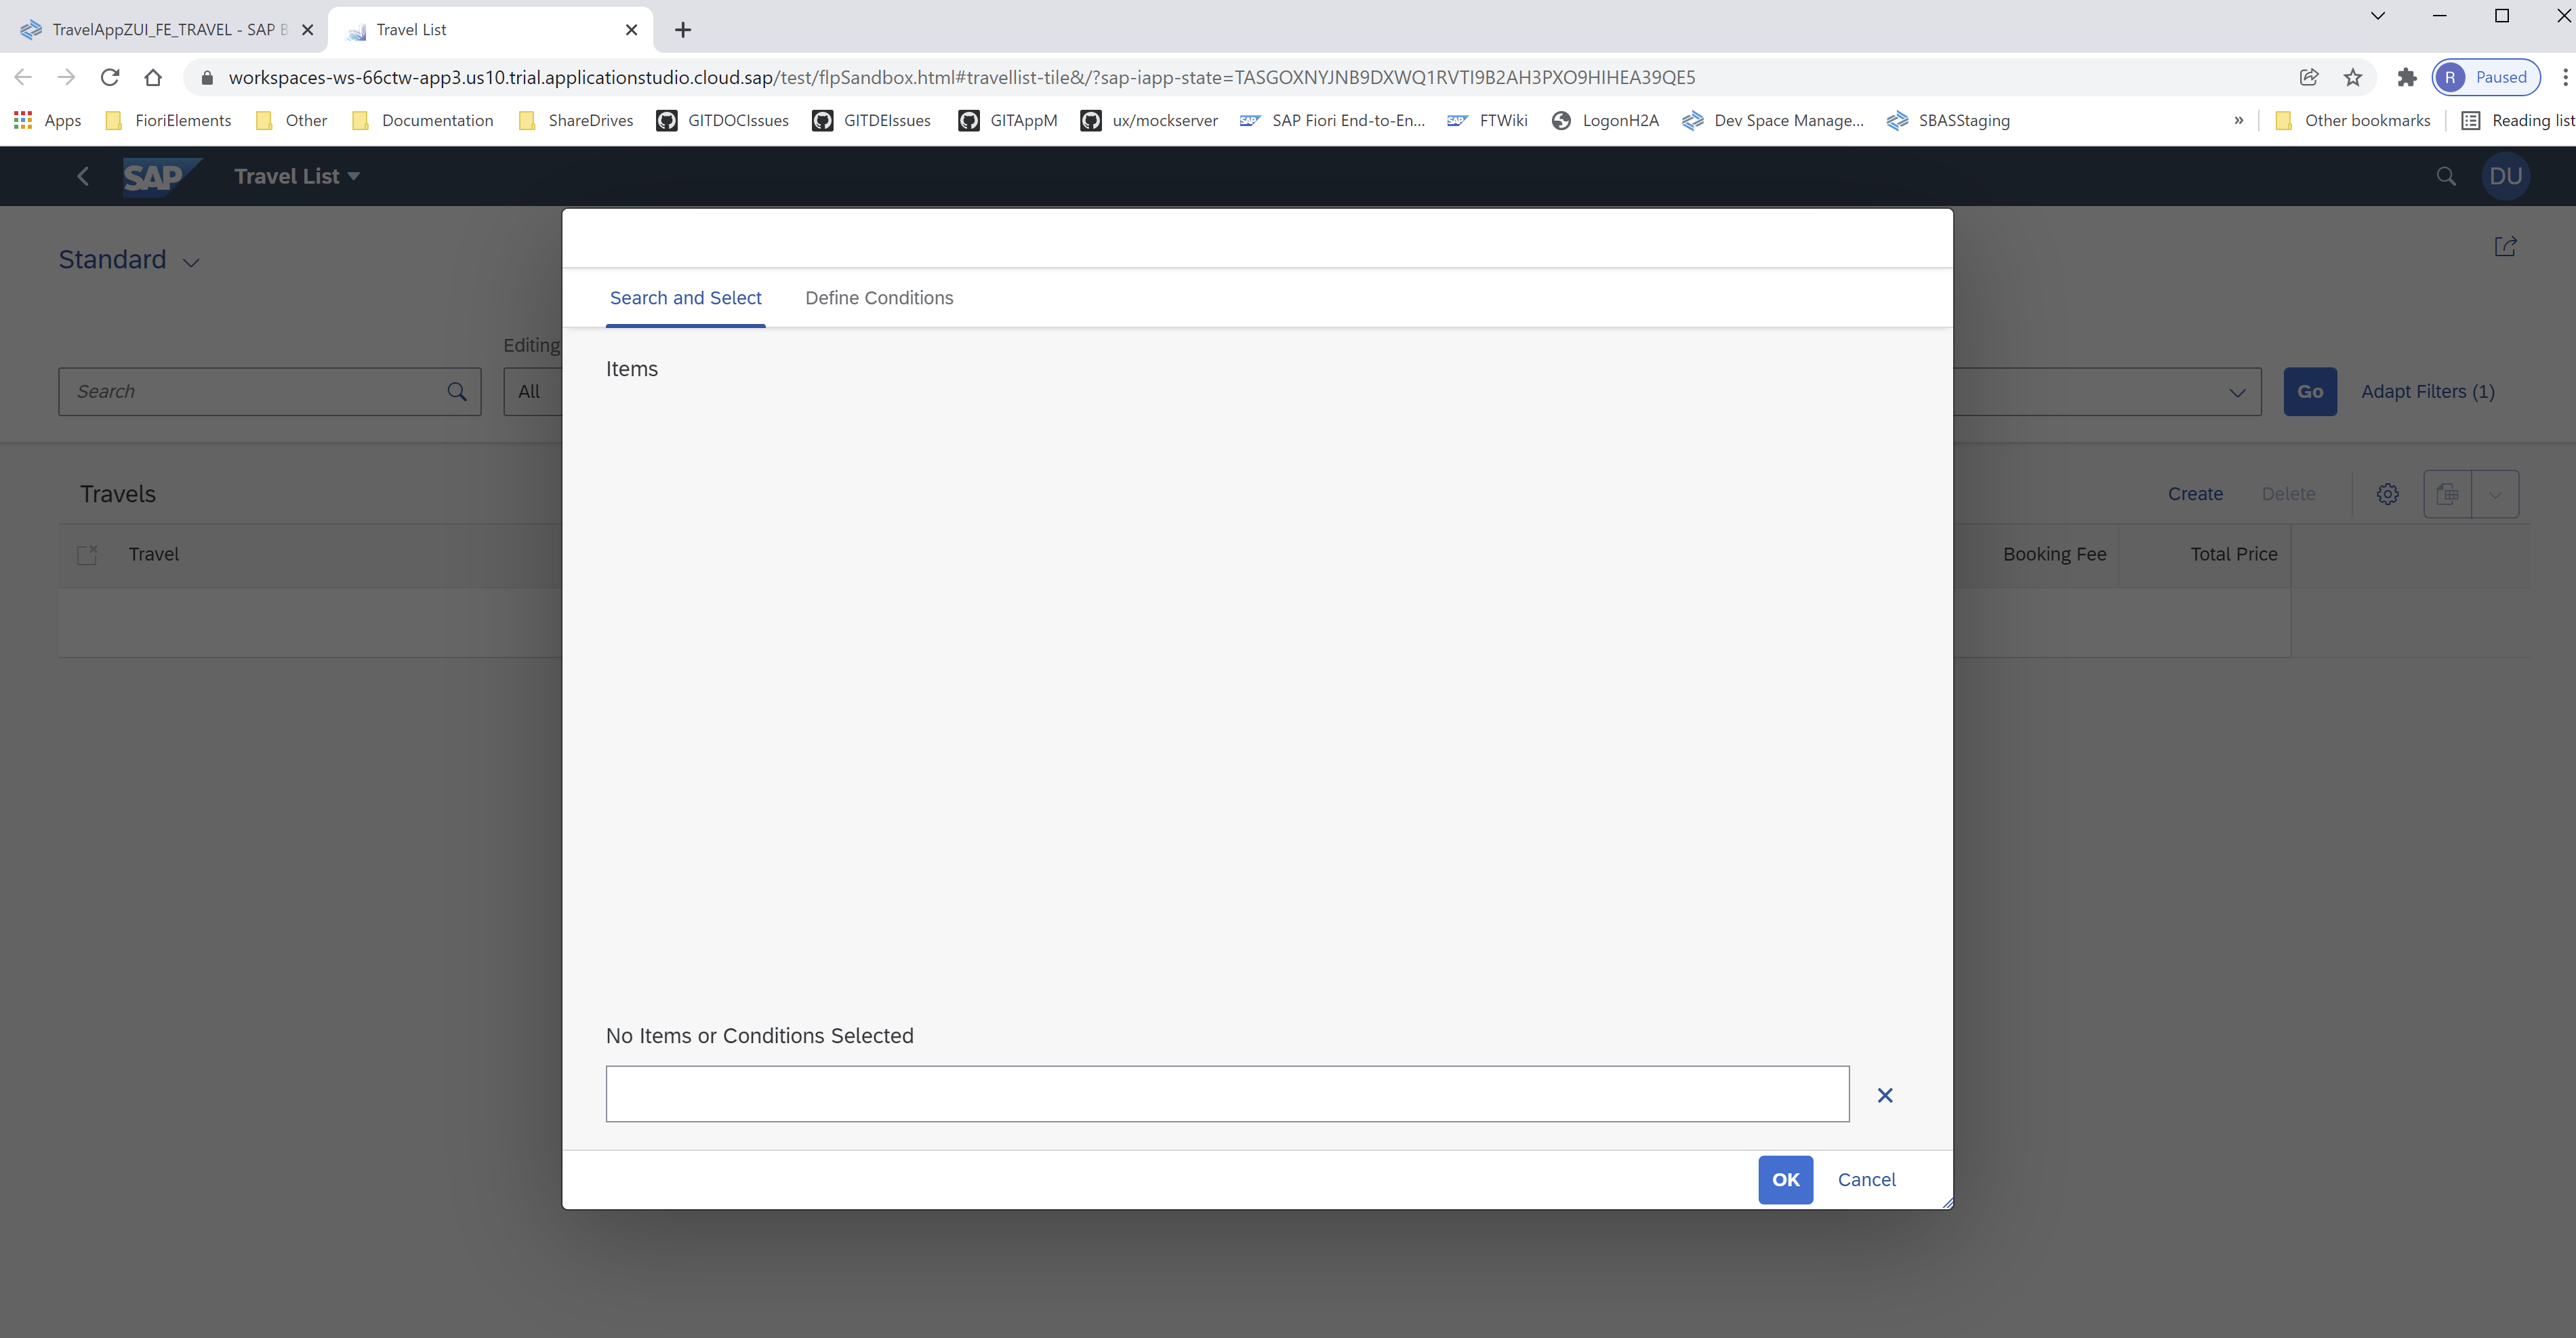 TravelAppZUI_FE_TRAVEL - SAP B
Travel List
workspaces-ws-66ctw-app3.us10.trial.applicationstudio.cloud.sap/test/flpSandbox.html#travellist-tile&/?sap-iapp-state=TASGOXNYJNB9DXWQ1RVTI9B2AH3PXO9HIHEA39QE5
R Paused
Apps FioriElements Other Documentation ShareDrives GITDOCIssues GITDEIssues GITAppM ux/mockserver SAP Fiori End-to-En... FTWiki LogonH2A Dev Space Manage... SBASStaging » Other bookmarks Reading list
SAP Travel List DU
Standard
Search and Select Define Conditions
Editing
Items
Search All Go Adapt Filters (1)
Travels Create Delete
Travel Booking Fee Total Price
No Items or Conditions Selected
OK Cancel